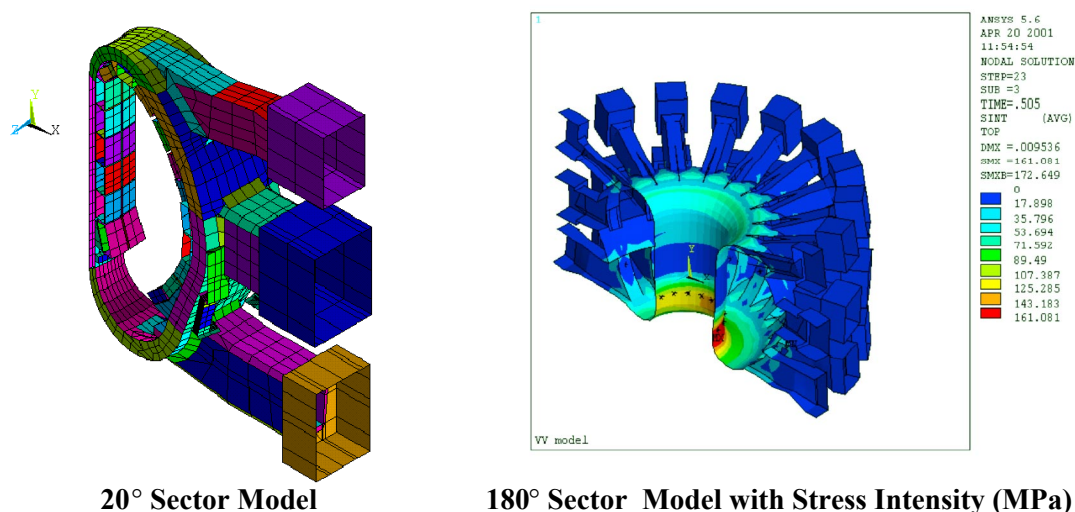 Y
Z
X
1
ANSYS 5.6
APR 20 2001
11:54:54
NODAL SOLUTION
STEP=23
SUB =3
TIME=.505
SINT (AVG)
TOP
DMX =.009536
SMX =161.081
SMXB=172.649
0
17.898
35.796
53.694
71.592
89.49
107.387
125.285
143.183
161.081
Y
MX
VV model
20° Sector Model
180° Sector Model with Stress Intensity (MPa)